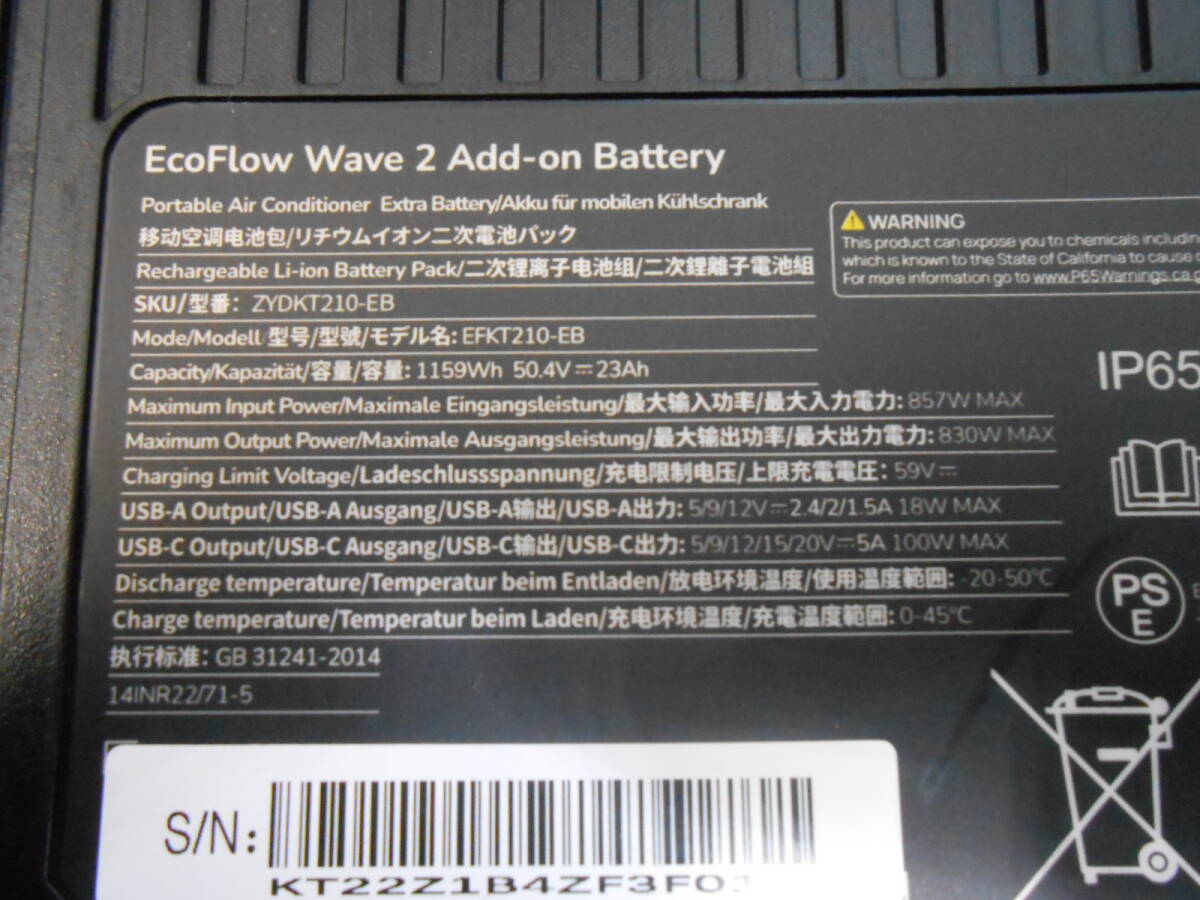 EcoFlow Wave 2 Add-on Battery
Portable Air Conditioner Extra Battery/Akku für mobilen Kühlschrank
移动空调电池包/リチウムイオン二次電池パック
Rechargeable Li-ion Battery Pack/二次锂离子电池组/二次鋰離子電池組
SKU/型番: ZYDKT210-EB
Mode/Modell 型号/型號/モデル名: EFKT210-EB
Capacity/Kapazität/容量/容量: 1159Wh 50.4V⎓23Ah
Maximum Input Power/Maximale Eingangsleistung/最大输入功率/最大入力電力: 857W MAX
Maximum Output Power/Maximale Ausgangsleistung/最大输出功率/最大出力電力: 830W MAX
Charging Limit Voltage/Ladeschlussspannung/充电限制电压/上限充電電圧: 59V⎓
USB-A Output/USB-A Ausgang/USB-A输出/USB-A出力: 5/9/12V⎓2.4/2/1.5A 18W MAX
USB-C Output/USB-C Ausgang/USB-C输出/USB-C出力: 5/9/12/15/20V⎓5A 100W MAX
Discharge temperature/Temperatur beim Entladen/放电环境温度/使用温度範囲: -20-50°C
Charge temperature/Temperatur beim Laden/充电环境温度/充電温度範囲: 0-45°C
执行标准: GB 31241-2014
14INR22/71-5
WARNING
This product can expose you to chemicals including
which is known to the State of California to cause
For more information go to www.P65Warnings.ca
IP65
PS
E
S/N:
KT22Z1B4ZF3F0